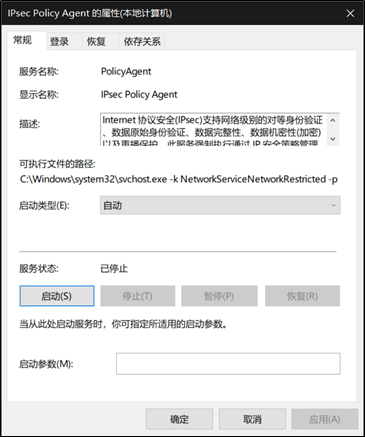 IPsec Policy Agent 的属性(本地计算机)
常规 登录 恢复 依存关系
服务名称: PolicyAgent
显示名称: IPsec Policy Agent
描述: Internet 协议安全(IPsec)支持网络级别的对等身份验证
、数据原始身份验证、数据完整性、数据机密性(加密)
以及重播保护。此服务强制执行通过 IP 安全策略管理
可执行文件的路径:
C:\Windows\system32\svchost.exe -k NetworkServiceNetworkRestricted -p
启动类型(E): 自动
服务状态: 已停止
启动(S) 停止(T) 暂停(P) 恢复(R)
当从此处启动服务时，你可指定所适用的启动参数。
启动参数(M):
确定 取消 应用(A)